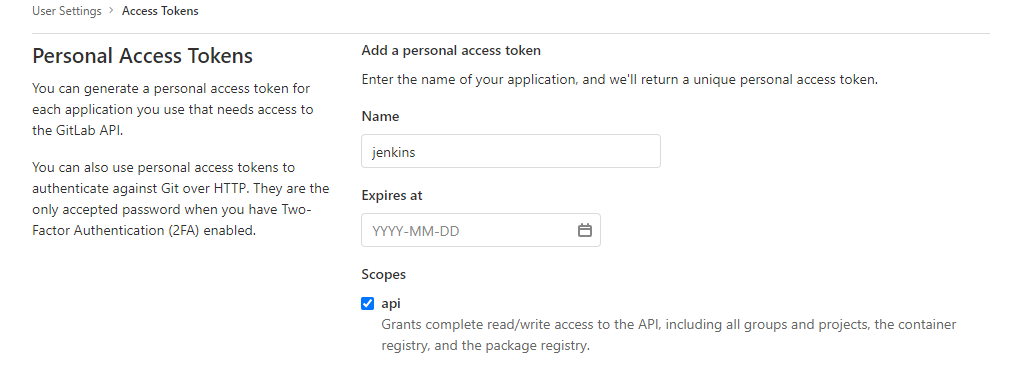 User Settings > Access Tokens
Personal Access Tokens
You can generate a personal access token for
each application you use that needs access to
the GitLab API.
You can also use personal access tokens to
authenticate against Git over HTTP. They are the
only accepted password when you have Two-
Factor Authentication (2FA) enabled.
Add a personal access token
Enter the name of your application, and we'll return a unique personal access token.
Name
jenkins
Expires at
YYYY-MM-DD
Scopes
api
Grants complete read/write access to the API, including all groups and projects, the container
registry, and the package registry.